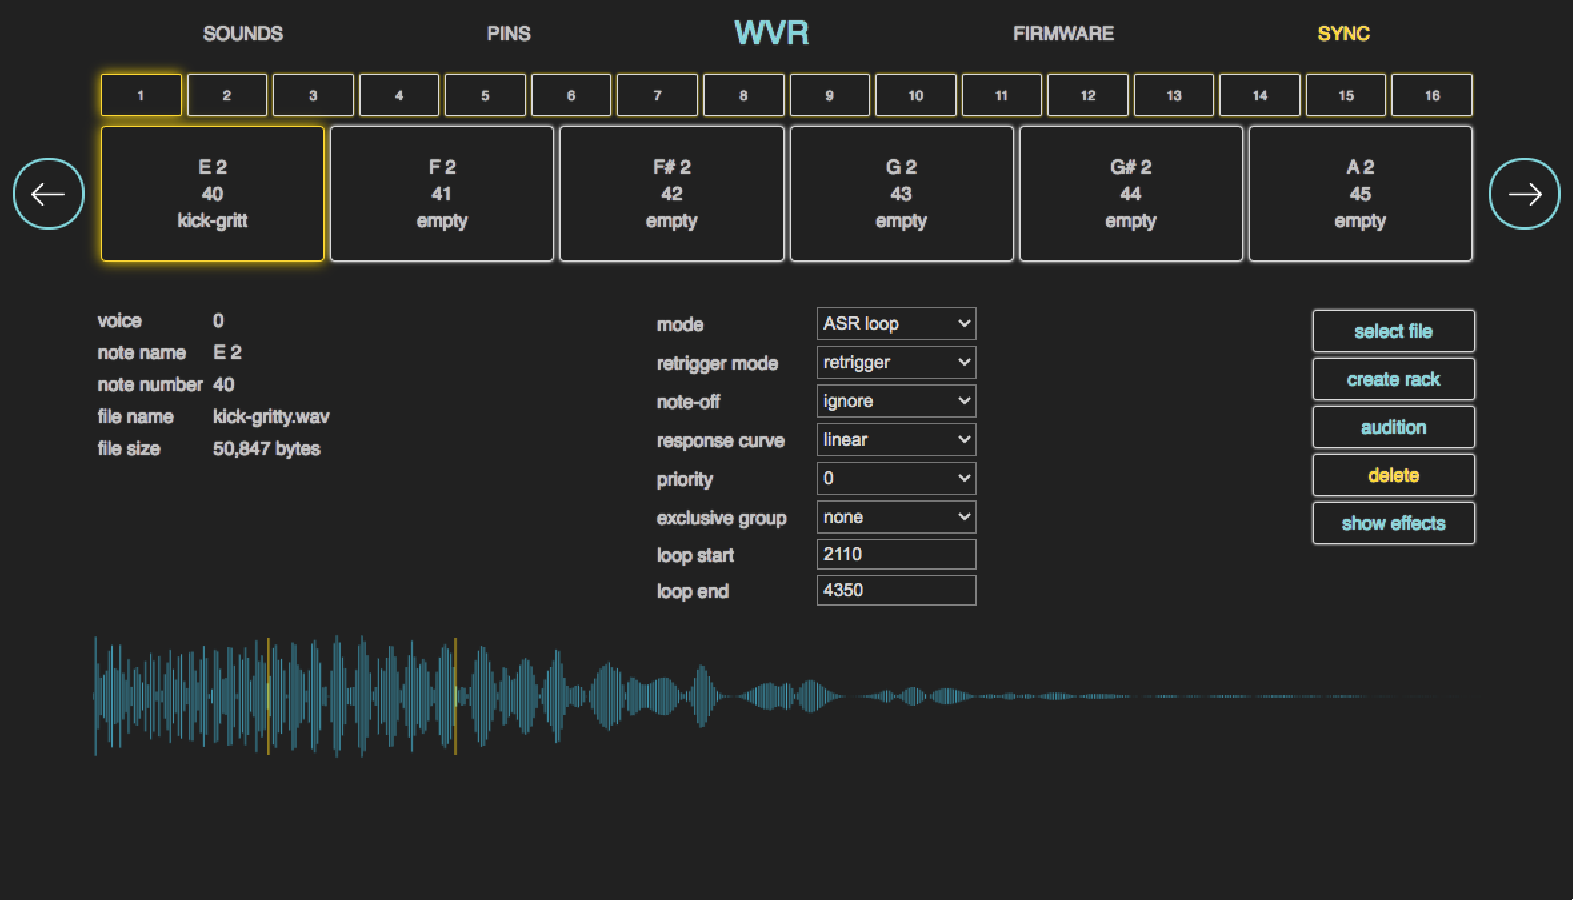 SOUNDS PINS WVR FIRMWARE SYNC
1 2 3 4 5 6 7 8 9 10 11 12 13 14 15 16
E 2 F 2 F# 2 G 2 G# 2 A 2
40 41 42 43 44 45
kick-gritt empty empty empty empty empty
voice 0
note name E 2
note number 40
file name kick-gritty.wav
file size 50,847 bytes
mode ASR loop
retrigger mode retrigger
note-off ignore
response curve linear
priority 0
exclusive group none
loop start 2110
loop end 4350
select file
create rack
audition
delete
show effects